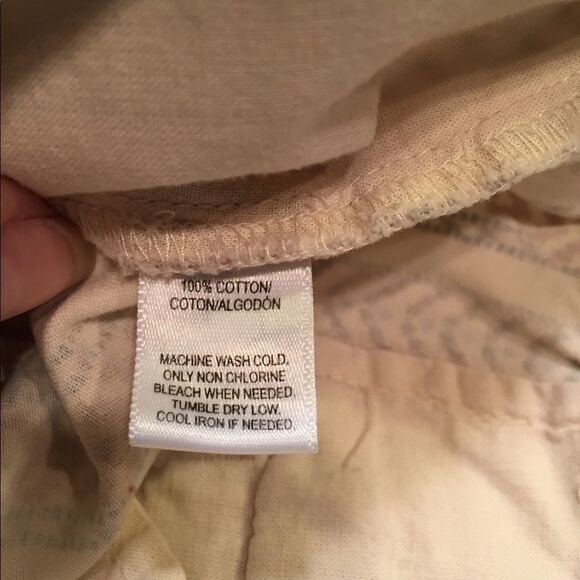 100% COTTON/
COTON/ALGODÓN
MACHINE WASH COLD.
ONLY NON CHLORINE
BLEACH WHEN NEEDED.
TUMBLE DRY LOW.
COOL IRON IF NEEDED.